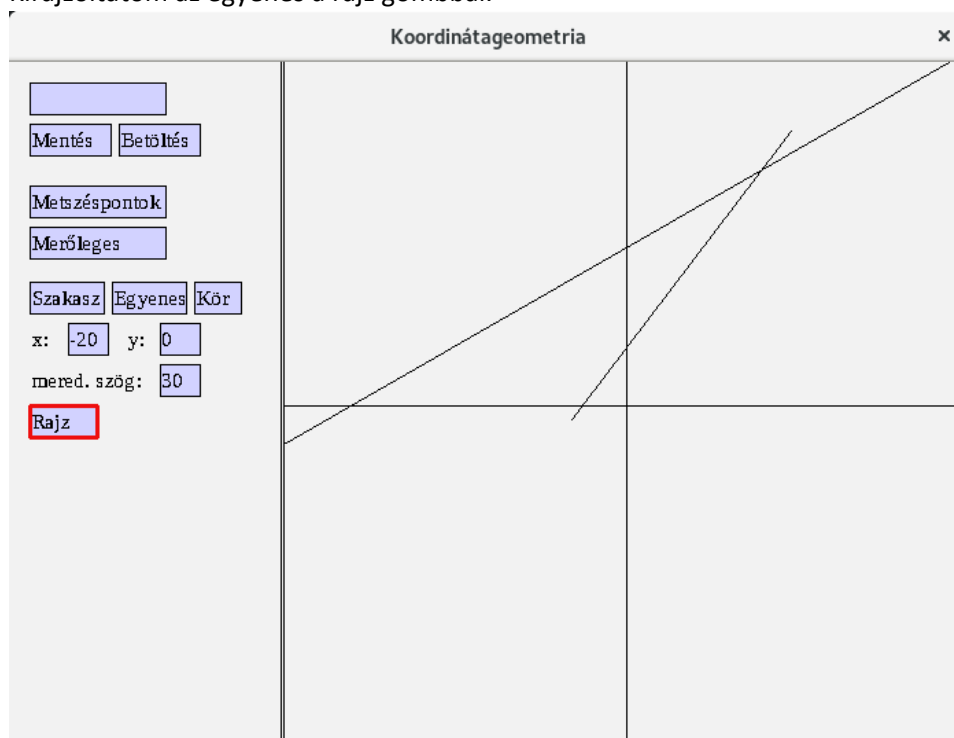 Koordinátageometria ×
Mentés Betöltés
Metszéspontok
Merőleges
Szakasz Egyenes Kör
x: -20 y: 0
mered. szög: 30
Rajz